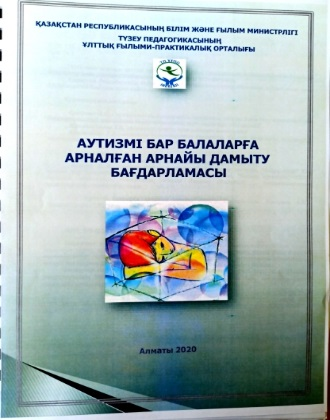 ҚАЗАҚСТАН РЕСПУБЛИКАСЫНЫҢ БІЛІМ ЖӘНЕ ҒЫЛЫМ МИНИСТРЛІГІ
ТҮЗЕУ ПЕДАГОГИКАСЫНЫҢ
ҰЛТТЫҚ ҒЫЛЫМИ-ПРАКТИКАЛЫҚ ОРТАЛЫҒЫ
АУТИЗМІ БАР БАЛАЛАРҒА
АРНАЛҒАН АРНАЙЫ ДАМЫТУ
БАҒДАРЛАМАСЫ
Алматы 2020